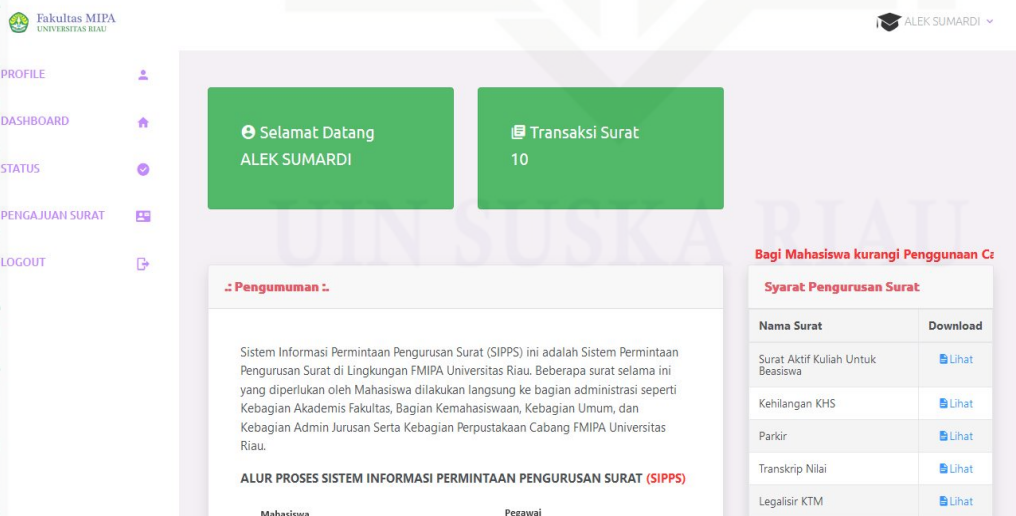 Fakultas MIPA
UNIVERSITAS RIAU
ALEK SUMARDI
PROFILE
DASHBOARD
STATUS
PENGAJUAN SURAT
LOGOUT
Selamat Datang
ALEK SUMARDI
Transaksi Surat
10
UIN SUSKA RIAU
Bagi Mahasiswa kurangi Penggunaan Ca
.: Pengumuman :.
Sistem Informasi Permintaan Pengurusan Surat (SIPPS) ini adalah Sistem Permintaan
Pengurusan Surat di Lingkungan FMIPA Universitas Riau. Beberapa surat selama ini
yang diperlukan oleh Mahasiswa dilakukan langsung ke bagian administrasi seperti
Kebagian Akademis Fakultas, Bagian Kemahasiswaan, Kebagian Umum, dan
Kebagian Admin Jurusan Serta Kebagian Perpustakaan Cabang FMIPA Universitas
Riau.
ALUR PROSES SISTEM INFORMASI PERMINTAAN PENGURUSAN SURAT (SIPPS)
Mahasiswa
Pegawai
Syarat Pengurusan Surat
Nama Surat Download
Surat Aktif Kuliah Untuk Lihat
Beasiswa
Kehilangan KHS Lihat
Parkir Lihat
Transkrip Nilai Lihat
Legalisir KTM Lihat